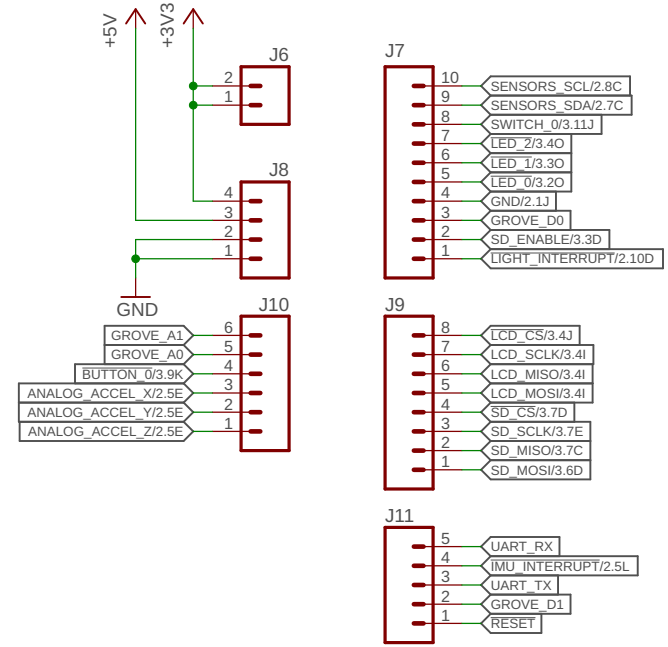 +5V
+3V3
J6
2
1
J8
4
3
2
1
GND
J10
GROVE_A1 6
GROVE_A0 5
BUTTON_0/3.9K 4
ANALOG_ACCEL_X/2.5E 3
ANALOG_ACCEL_Y/2.5E 2
ANALOG_ACCEL_Z/2.5E 1
J7
10 SENSORS_SCL/2.8C
9 SENSORS_SDA/2.7C
8 SWITCH_0/3.11J
7 LED_2/3.4O
6 LED_1/3.3O
5 LED_0/3.2O
4 GND/2.1J
3 GROVE_D0
2 SD_ENABLE/3.3D
1 LIGHT_INTERRUPT/2.10D
J9
8 LCD_CS/3.4J
7 LCD_SCLK/3.4I
6 LCD_MISO/3.4I
5 LCD_MOSI/3.4I
4 SD_CS/3.7D
3 SD_SCLK/3.7E
2 SD_MISO/3.7C
1 SD_MOSI/3.6D
J11
5 UART_RX
4 IMU_INTERRUPT/2.5L
3 UART_TX
2 GROVE_D1
1 RESET